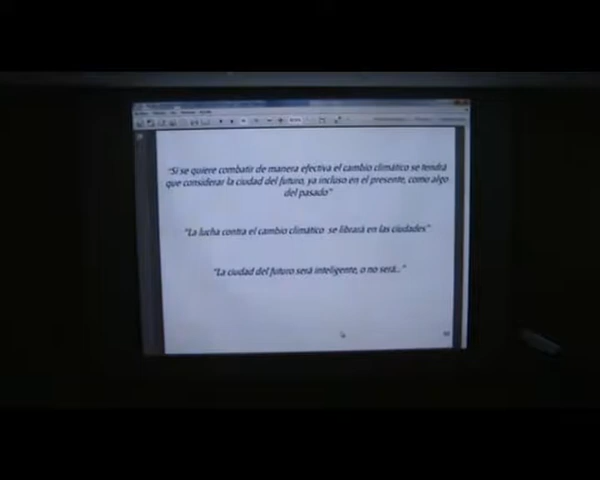 "Si se quiere combatir de manera efectiva el cambio climático se tendrá
que considerar la ciudad del futuro, ya incluso en el presente, como algo
del pasado"
"La lucha contra el cambio climático se librará en las ciudades"
"La ciudad del futuro será inteligente, o no será..."